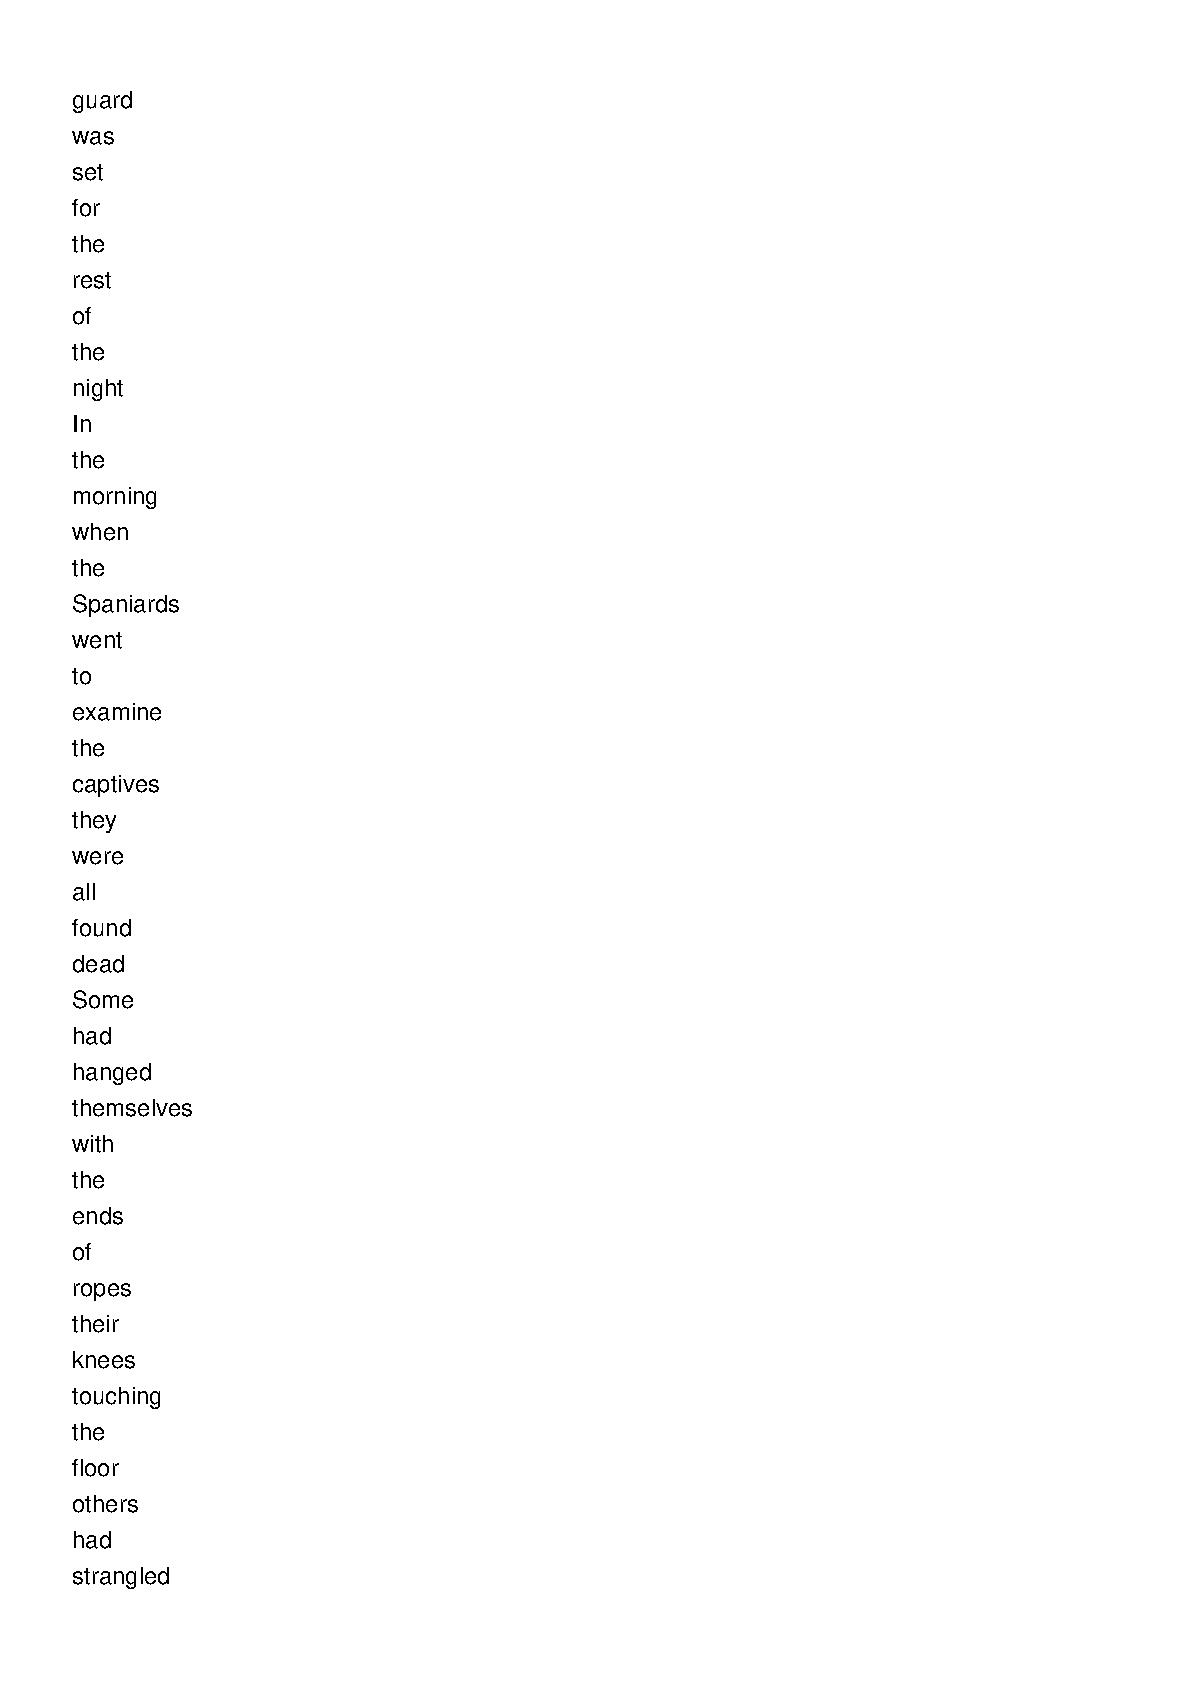 guard
was
set
for
the
rest
of
the
night
In
the
morning
when
the
Spaniards
went
to
examine
the
captives
they
were
all
found
dead
Some
had
hanged
themselves
with
the
ends
of
ropes
their
knees
touching
the
floor
others
had
strangled